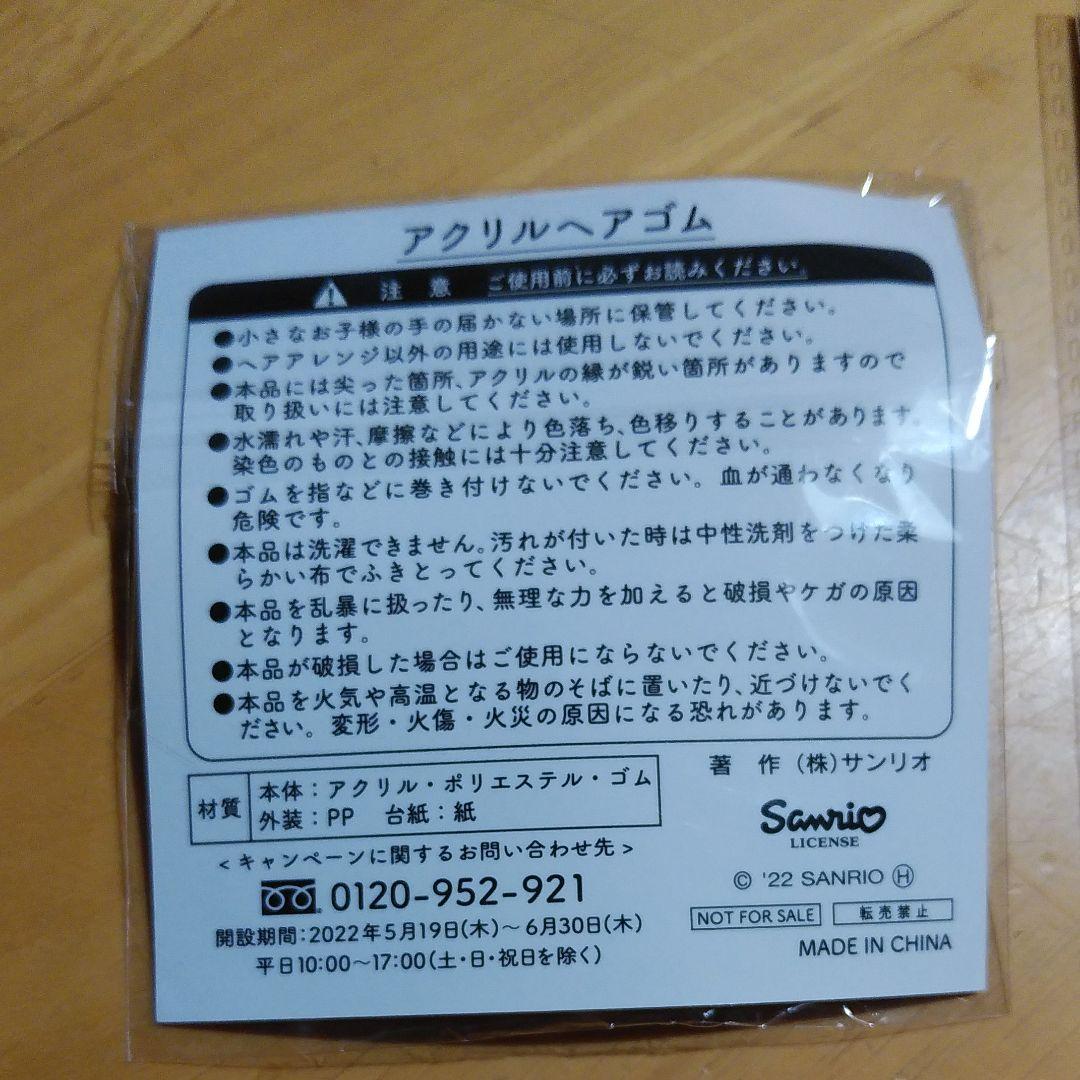 アクリルヘアゴム
注意 ご使用前に必ずお読みください。
●小さなお子様の手の届かない場所に保管してください。
●ヘアアレンジ以外の用途には使用しないでください。
●本品には尖った箇所、アクリルの縁が鋭い箇所がありますので
取り扱いには注意してください。
●水濡れや汗、摩擦などにより色落ち、色移りすることがあります。
染色のものとの接触には十分注意してください。
●ゴムを指などに巻き付けないでください。血が通わなくなり
危険です。
●本品は洗濯できません。汚れが付いた時は中性洗剤をつけた柔
らかい布でふきとってください。
●本品を乱暴に扱ったり、無理な力を加えると破損やケガの原因
となります。
●本品が破損した場合はご使用にならないでください。
●本品を火気や高温となる物のそばに置いたり、近づけないでく
ださい。変形・火傷・火災の原因になる恐れがあります。
材質
本体：アクリル・ポリエステル・ゴム
外装：PP 台紙：紙
<キャンペーンに関するお問い合わせ先>
0120-952-921
開設期間：2022年5月19日(木)〜6月30日(木)
平日10:00〜17:00(土・日・祝日を除く)
著 作 (株)サンリオ
Sanrio
LICENSE
© '22 SANRIO Ⓗ
NOT FOR SALE 転売禁止
MADE IN CHINA